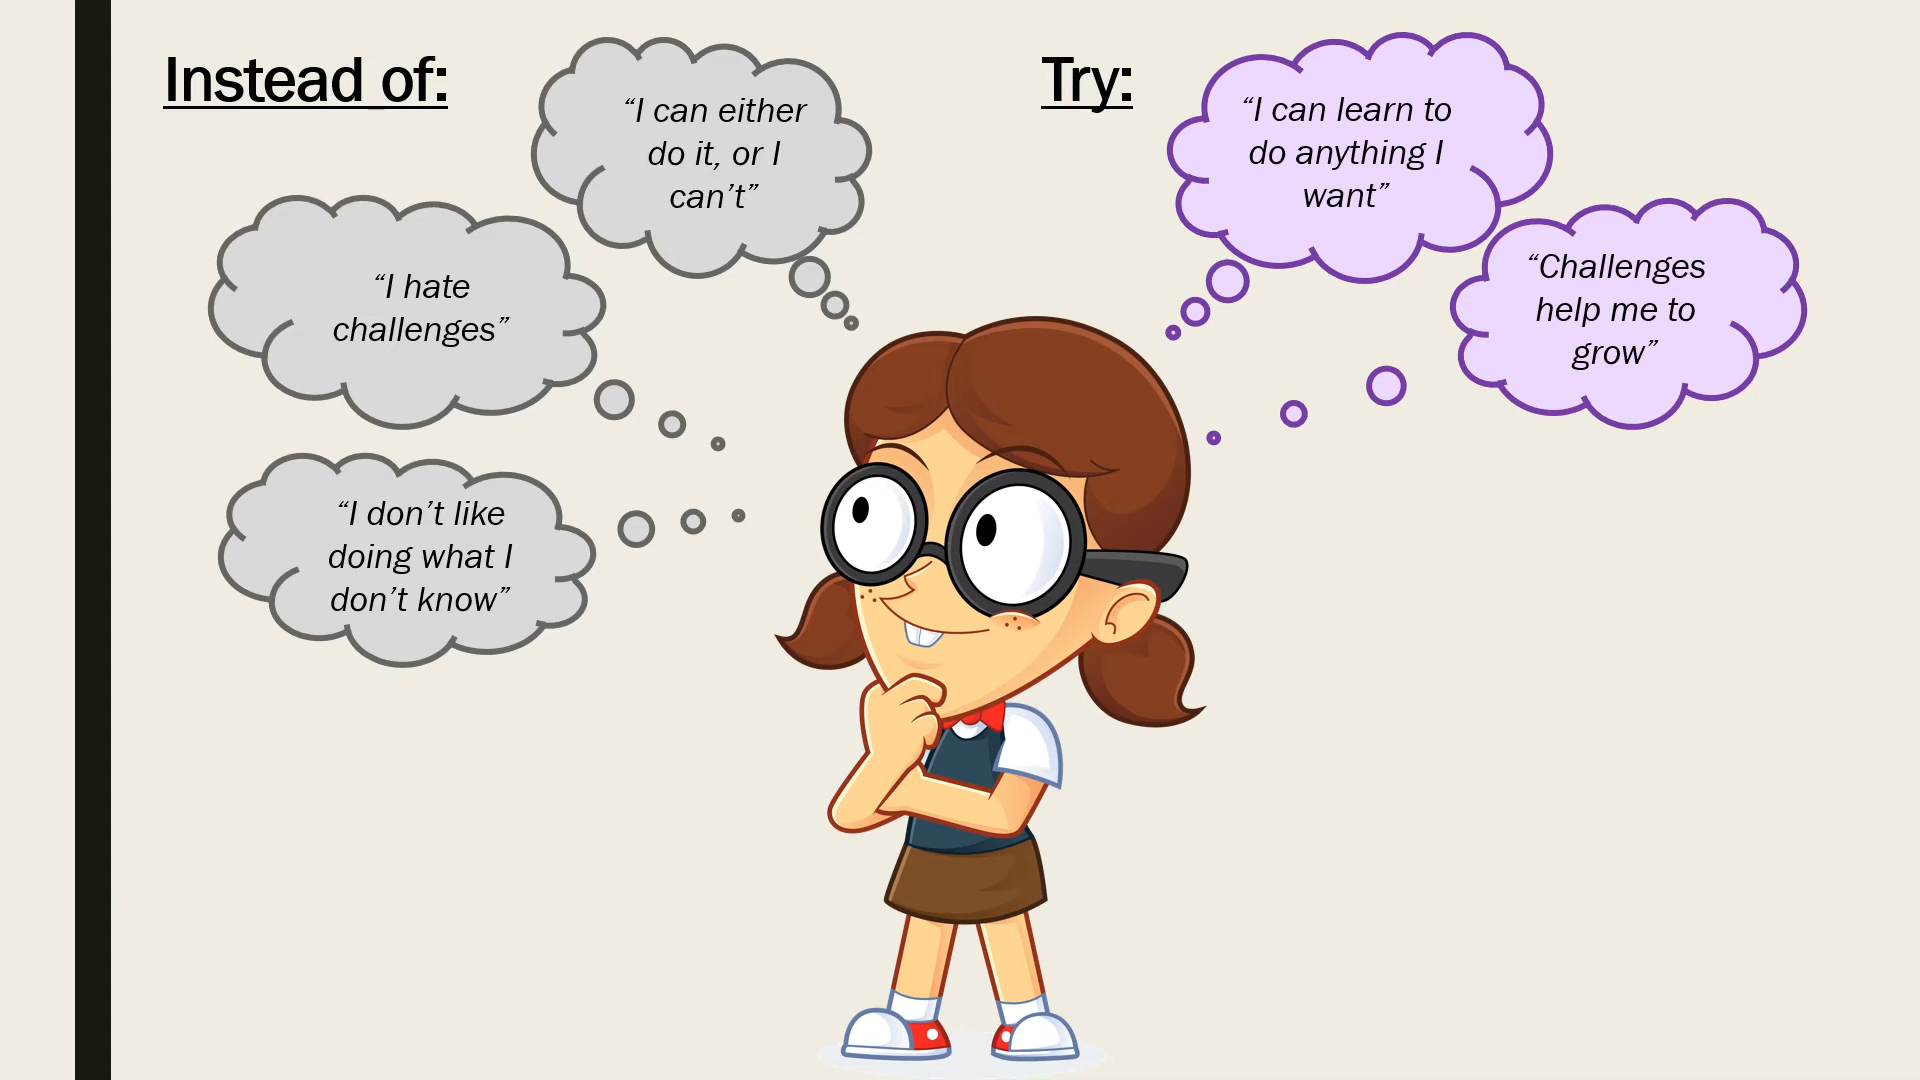 Instead of:
“I can either
do it, or I
can’t”
“I hate
challenges”
“I don’t like
doing what I
don’t know”
Try:
“I can learn to
do anything I
want”
“Challenges
help me to
grow”